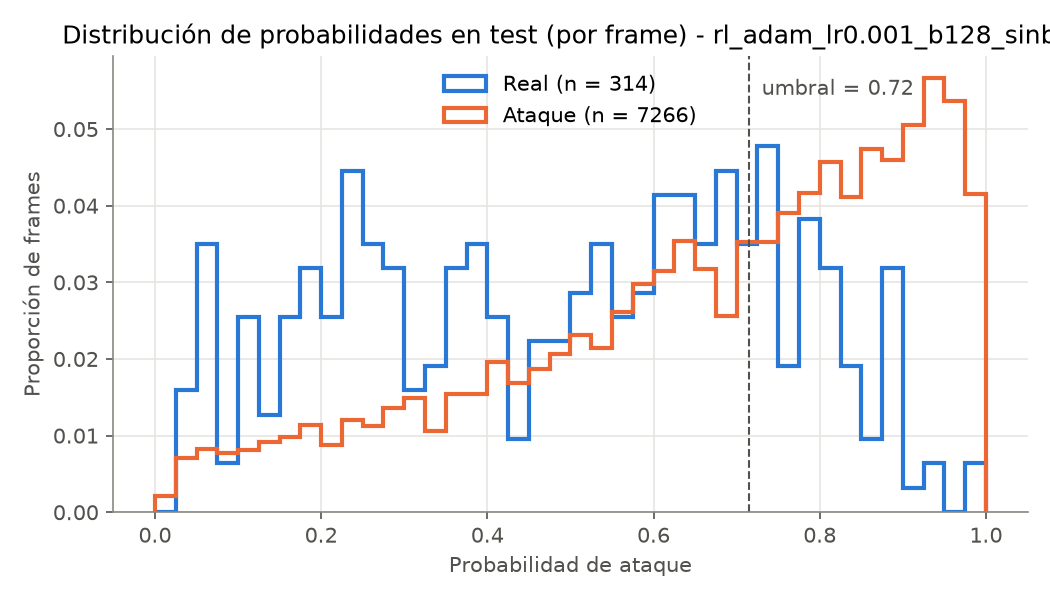 Distribución de probabilidades en test (por frame) - rl_adam_lr0.001_b128_sinb
Real (n = 314)
Ataque (n = 7266)
umbral = 0.72
Proporción de frames
0.05
0.04
0.03
0.02
0.01
0.00
0.0 0.2 0.4 0.6 0.8 1.0
Probabilidad de ataque